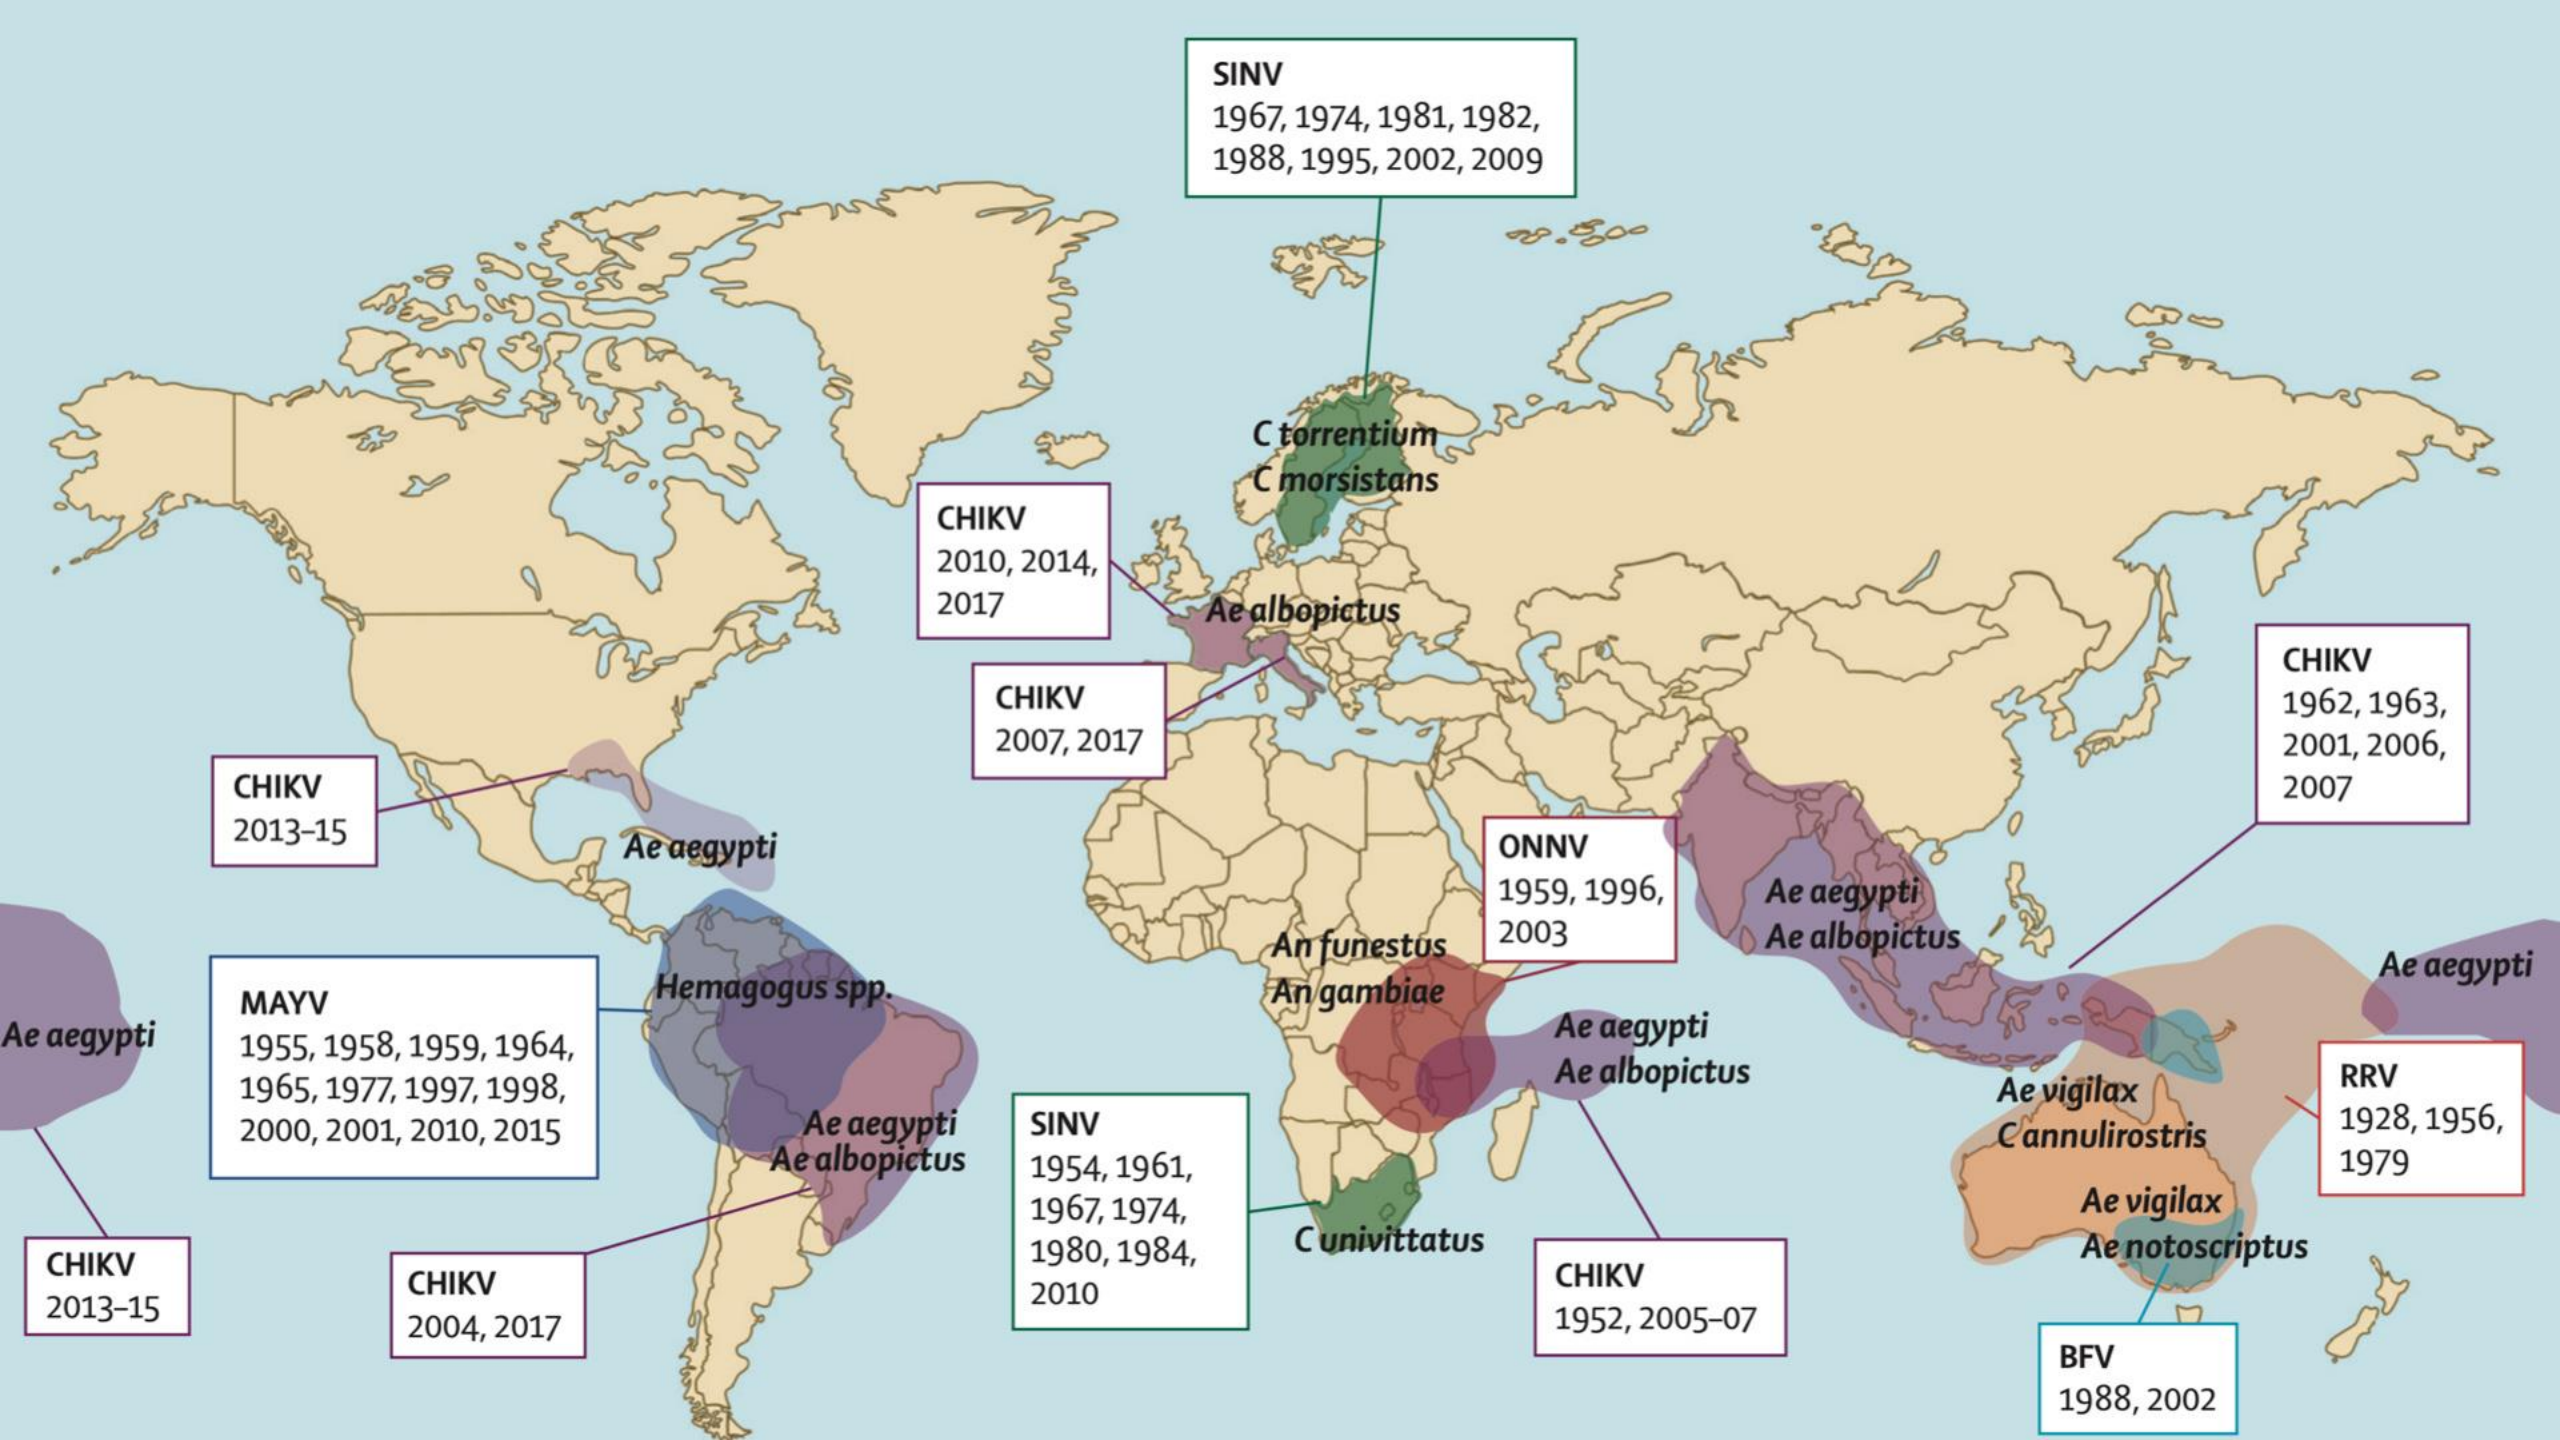 SINV
1967, 1974, 1981, 1982,
1988, 1995, 2002, 2009
C torrentium
C morsistans
CHIKV
2010, 2014,
2017
Ae albopictus
CHIKV
2007, 2017
CHIKV
1962, 1963,
2001, 2006,
2007
CHIKV
2013–15
Ae aegypti
ONNV
1959, 1996,
2003
An funestus
An gambiae
Ae aegypti
Ae albopictus
Ae aegypti
Ae aegypti
MAYV
1955, 1958, 1959, 1964,
1965, 1977, 1997, 1998,
2000, 2001, 2010, 2015
Hemagogus spp.
Ae aegypti
Ae albopictus
Ae aegypti
Ae albopictus
Ae vigilax
C annulirostris
RRV
1928, 1956,
1979
SINV
1954, 1961,
1967, 1974,
1980, 1984,
2010
C univittatus
Ae vigilax
Ae notoscriptus
CHIKV
2013–15
CHIKV
2004, 2017
CHIKV
1952, 2005–07
BFV
1988, 2002